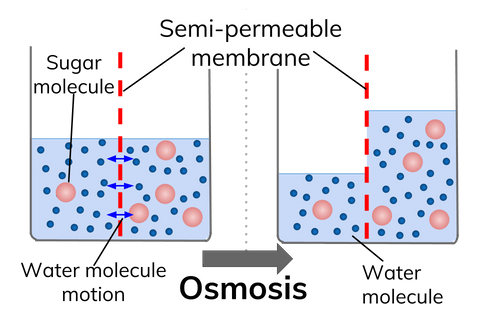 Semi-permeable
membrane
Sugar
molecule
Water molecule
motion
Osmosis
Water
molecule